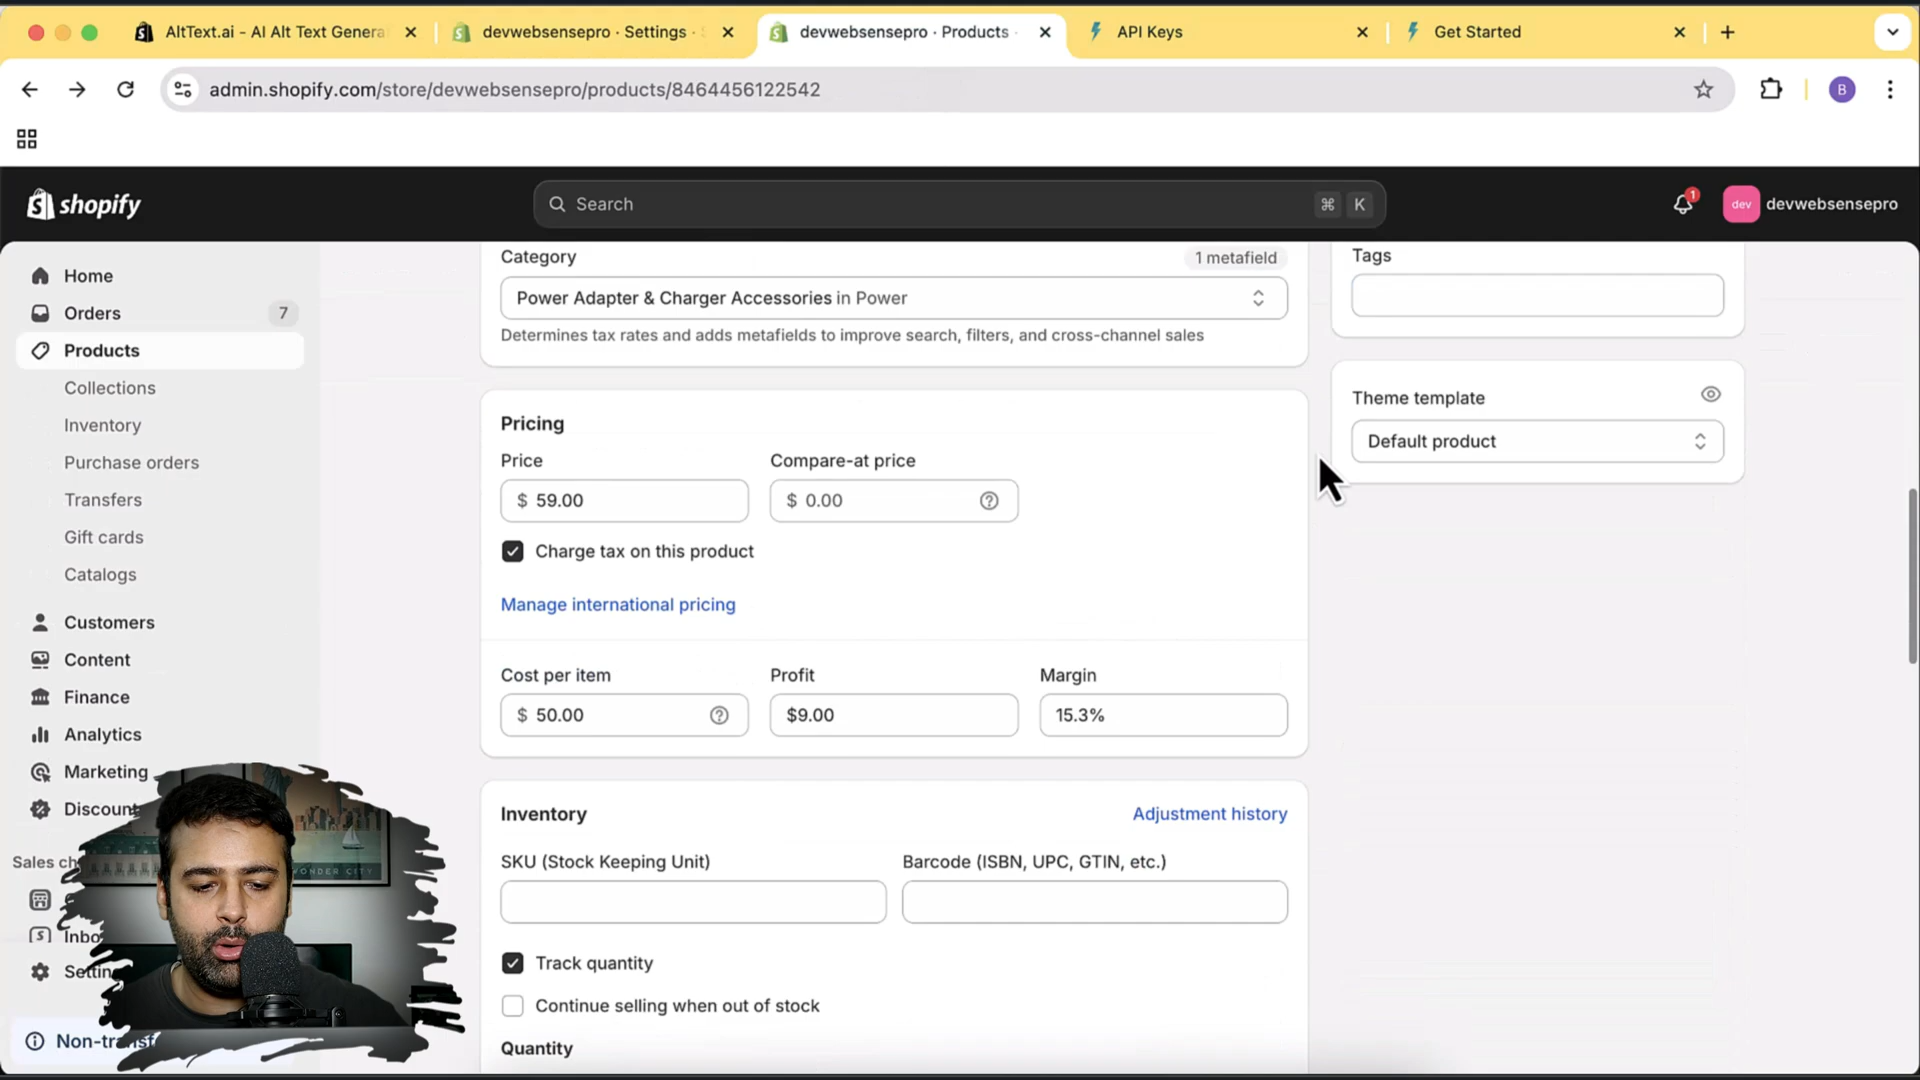 AltText.ai - AI Alt Text Genera
devwebsensepro · Settings ·
devwebsensepro · Products ·
API Keys
Get Started
admin.shopify.com/store/devwebsensepro/products/8464456122542
B
shopify
Search
⌘ K
1
dev
devwebsensepro
Home
Orders 7
Products
Collections
Inventory
Purchase orders
Transfers
Gift cards
Catalogs
Customers
Content
Finance
Analytics
Marketing
Discount
Sales ch
Inbo
Settin
Non-transf
Category
1 metafield
Power Adapter & Charger Accessories in Power
Determines tax rates and adds metafields to improve search, filters, and cross-channel sales
Pricing
Price
Compare-at price
$ 59.00
$ 0.00
Charge tax on this product
Manage international pricing
Cost per item
Profit
Margin
$ 50.00
$9.00
15.3%
Inventory
Adjustment history
SKU (Stock Keeping Unit)
Barcode (ISBN, UPC, GTIN, etc.)
Track quantity
Continue selling when out of stock
Quantity
Tags
Theme template
Default product
WONDER CITY